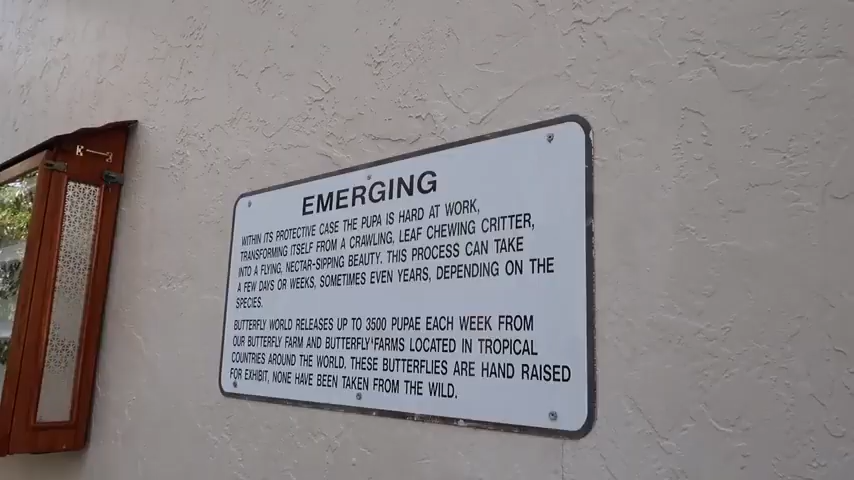 EMERGING
WITHIN ITS PROTECTIVE CASE THE PUPA IS HARD AT WORK,
TRANSFORMING ITSELF FROM A CRAWLING, LEAF CHEWING CRITTER,
INTO A FLYING, NECTAR-SIPPING BEAUTY. THIS PROCESS CAN TAKE
A FEW DAYS OR WEEKS, SOMETIMES EVEN YEARS, DEPENDING ON THE
SPECIES.
BUTTERFLY WORLD RELEASES UP TO 3500 PUPAE EACH WEEK FROM
OUR BUTTERFLY FARM AND BUTTERFLY FARMS LOCATED IN TROPICAL
COUNTRIES AROUND THE WORLD. THESE BUTTERFLIES ARE HAND RAISED
FOR EXHIBIT, NONE HAVE BEEN TAKEN FROM THE WILD.